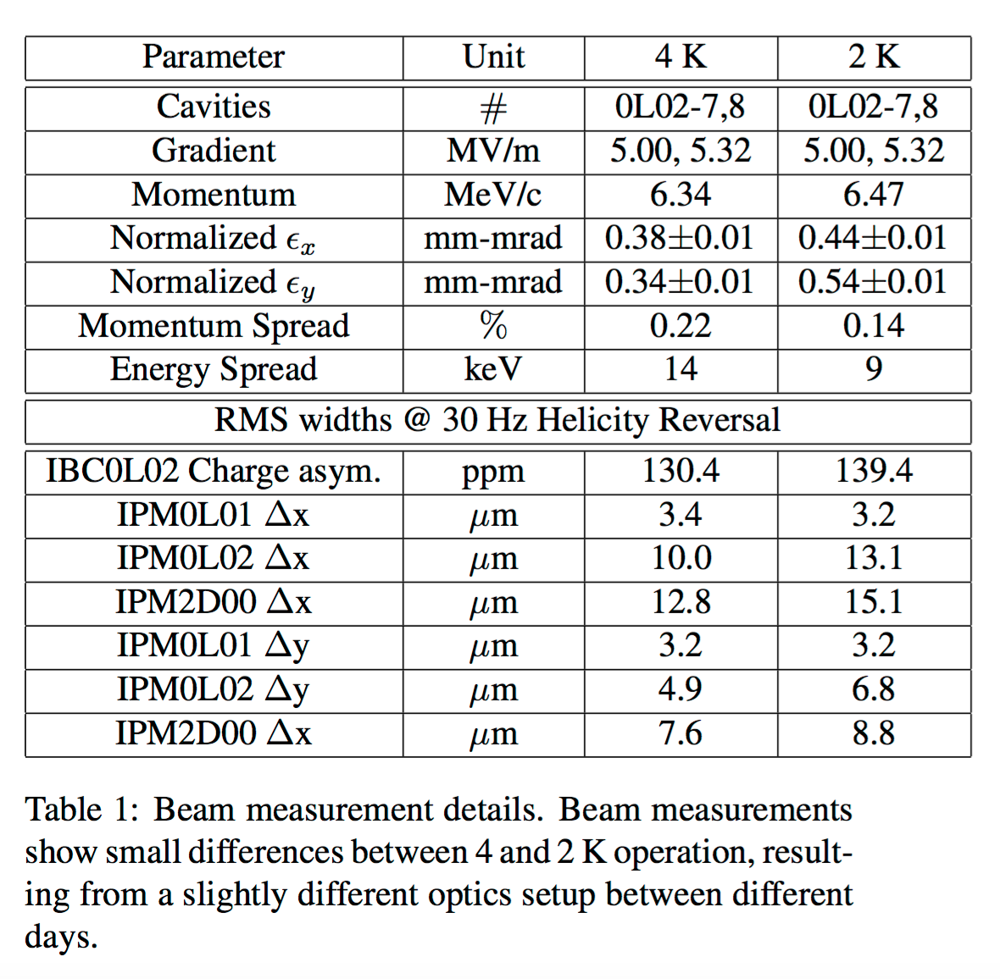 Parameter Unit 4 K 2 K
Cavities # 0L02-7,8 0L02-7,8
Gradient MV/m 5.00, 5.32 5.00, 5.32
Momentum MeV/c 6.34 6.47
Normalized ϵx mm-mrad 0.38±0.01 0.44±0.01
Normalized ϵy mm-mrad 0.34±0.01 0.54±0.01
Momentum Spread % 0.22 0.14
Energy Spread keV 14 9
RMS widths @ 30 Hz Helicity Reversal
IBC0L02 Charge asym. ppm 130.4 139.4
IPM0L01 Δx μm 3.4 3.2
IPM0L02 Δx μm 10.0 13.1
IPM2D00 Δx μm 12.8 15.1
IPM0L01 Δy μm 3.2 3.2
IPM0L02 Δy μm 4.9 6.8
IPM2D00 Δx μm 7.6 8.8
Table 1: Beam measurement details. Beam measurements
show small differences between 4 and 2 K operation, result-
ing from a slightly different optics setup between different
days.